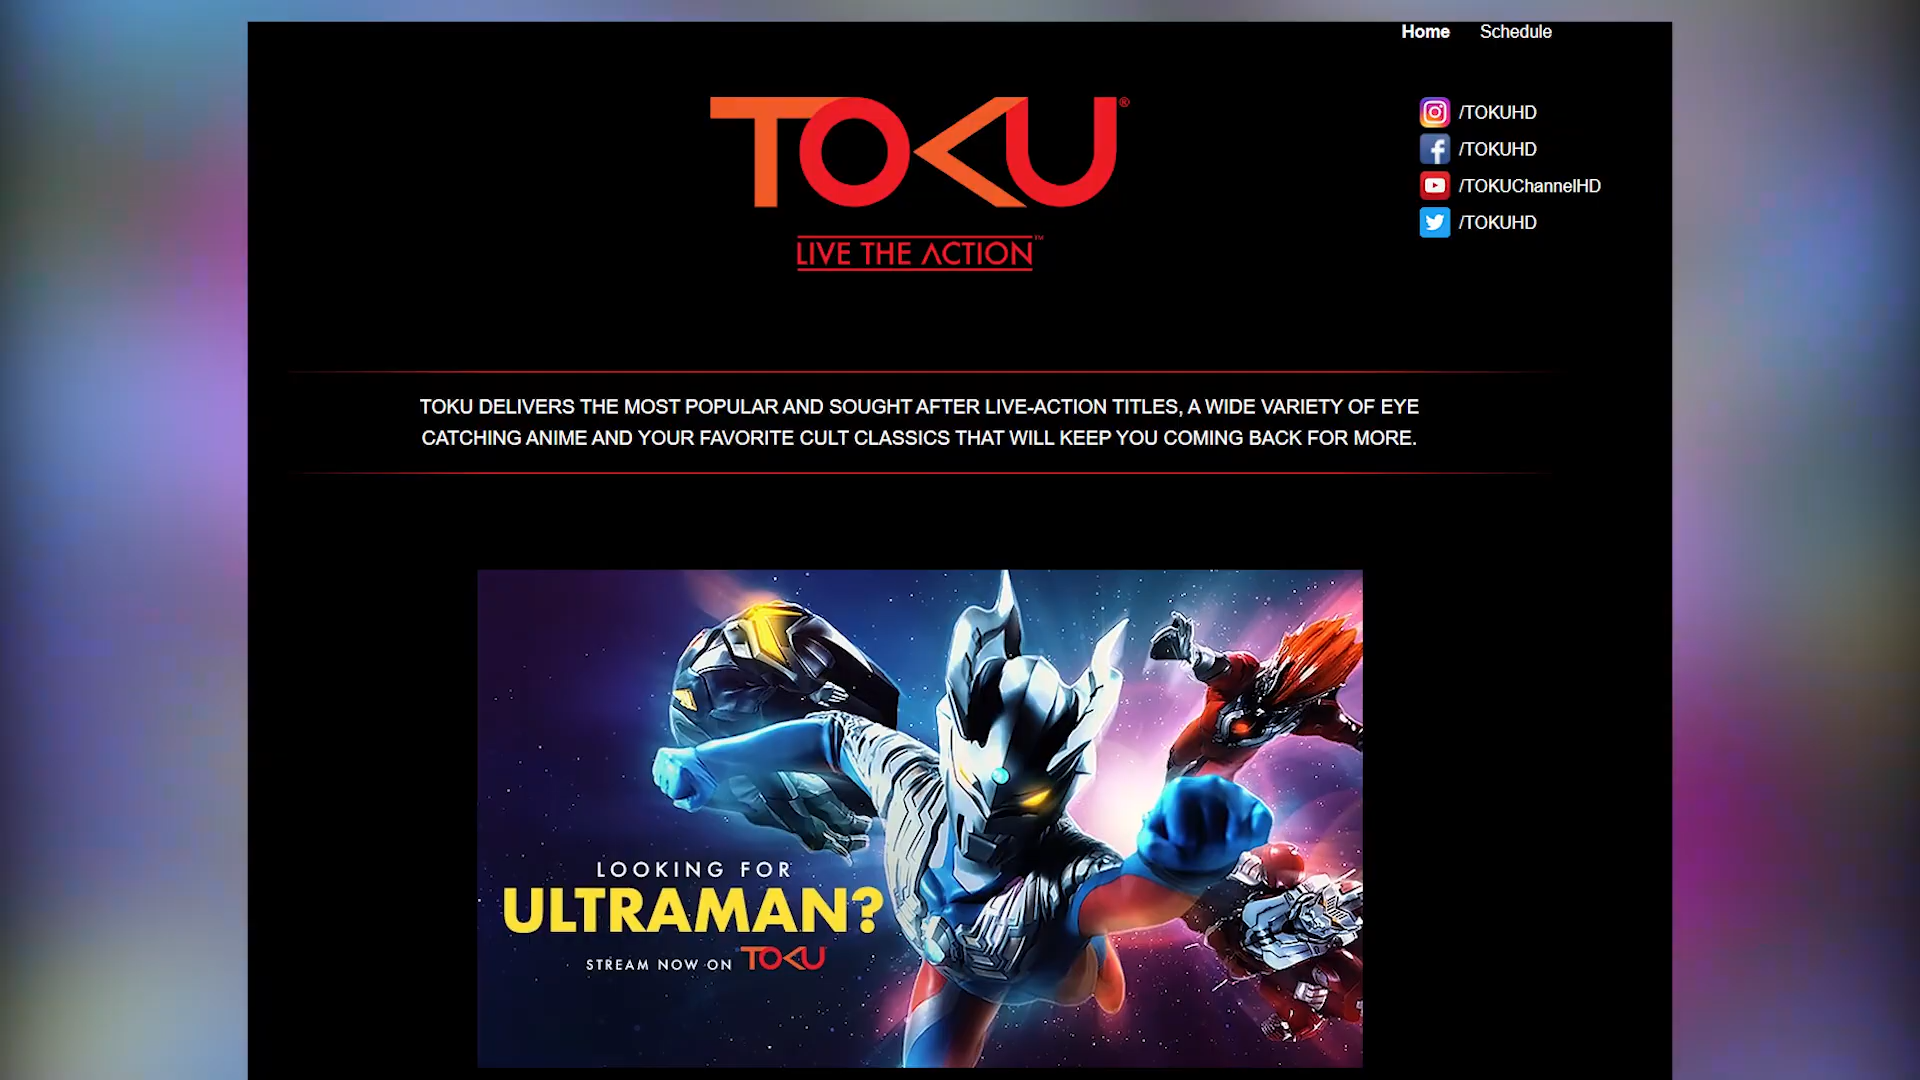 Home Schedule
TOKU®
LIVE THE ACTION™
/TOKUHD
/TOKUHD
/TOKUChannelHD
/TOKUHD
TOKU DELIVERS THE MOST POPULAR AND SOUGHT AFTER LIVE-ACTION TITLES, A WIDE VARIETY OF EYE
CATCHING ANIME AND YOUR FAVORITE CULT CLASSICS THAT WILL KEEP YOU COMING BACK FOR MORE.
LOOKING FOR
ULTRAMAN?
STREAM NOW ON TOKU